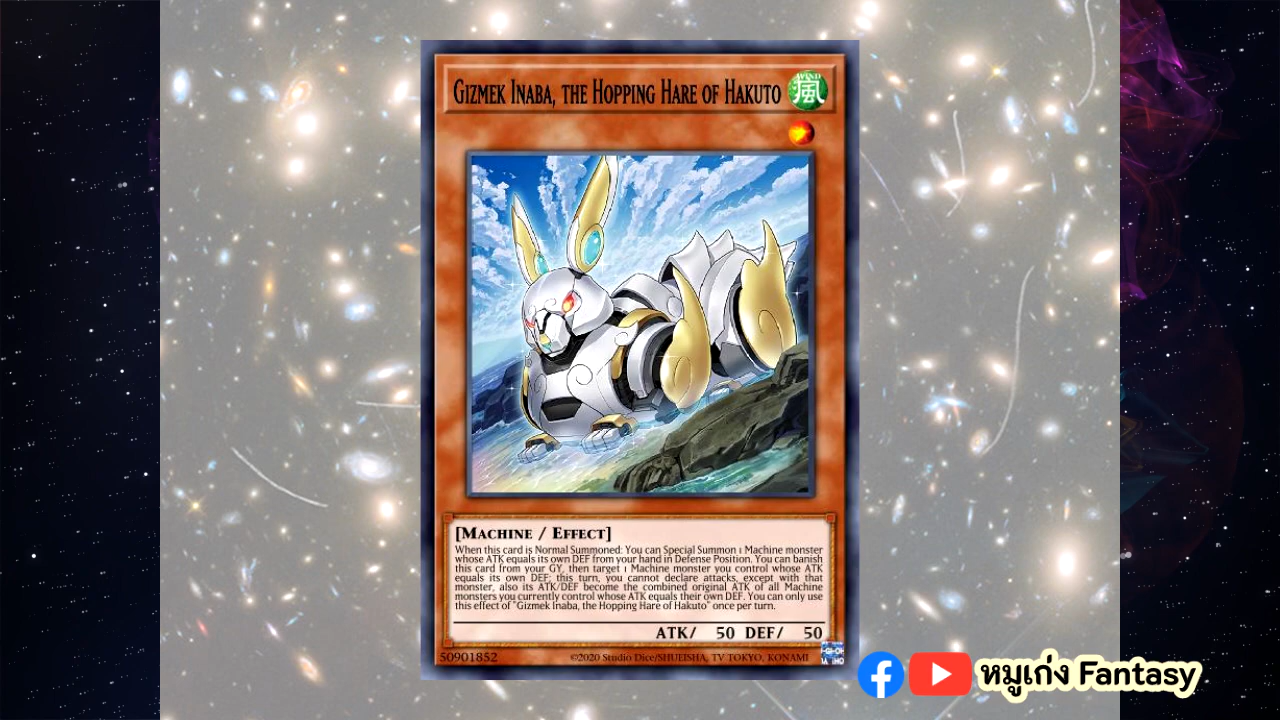 Gizmek Inaba, the Hopping Hare of Hakuto
WIND
風
[Machine / Effect]
When this card is Normal Summoned: You can Special Summon 1 Machine monster
whose ATK equals its own DEF from your hand in Defense Position. You can banish
this card from your GY, then target 1 Machine monster you control whose ATK
equals its own DEF; this turn, you cannot declare attacks, except with that
monster, also its ATK/DEF become the combined original ATK of all Machine
monsters you currently control whose ATK equals their own DEF. You can only use
this effect of "Gizmek Inaba, the Hopping Hare of Hakuto" once per turn.
ATK/ 50 DEF/ 50
50901852 ©2020 Studio Dice/SHUEISHA, TV TOKYO, KONAMI
หมูเก่ง Fantasy